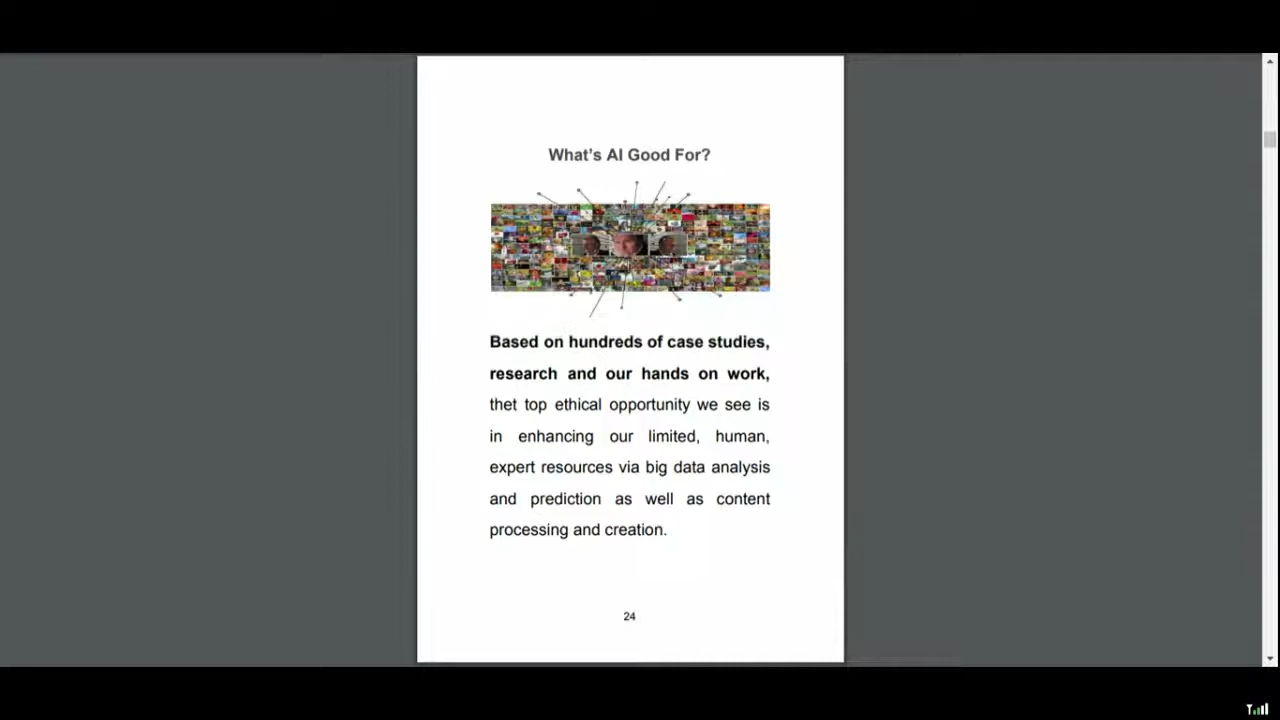 What's AI Good For?
Based on hundreds of case studies,
research and our hands on work,
thet top ethical opportunity we see is
in enhancing our limited, human,
expert resources via big data analysis
and prediction as well as content
processing and creation.
24